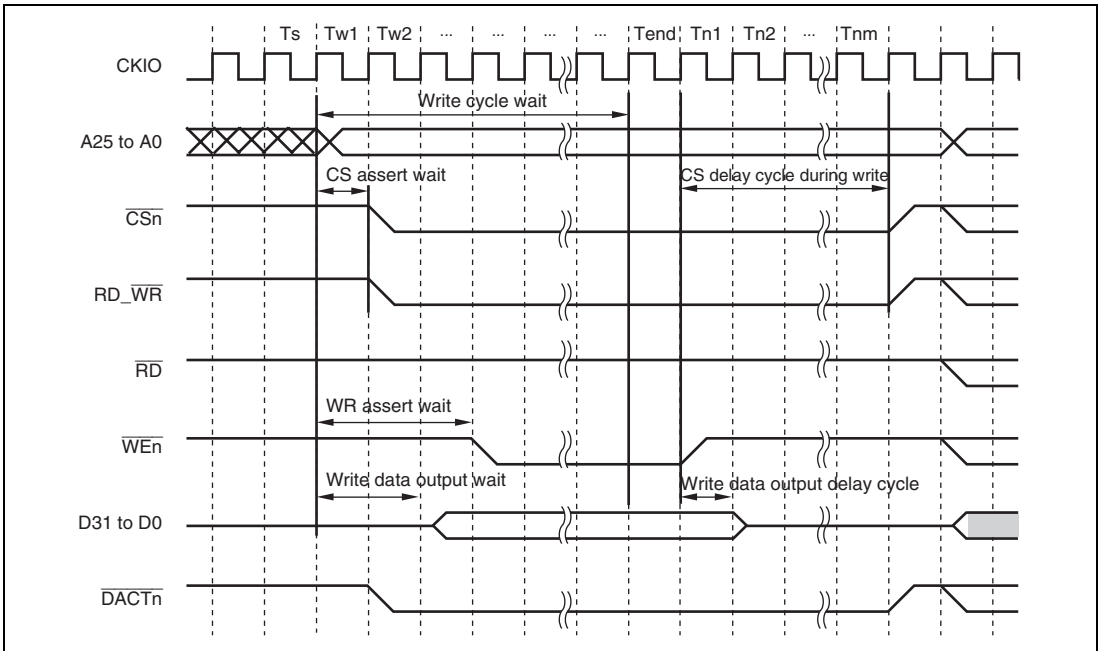 Ts Tw1 Tw2 ... ... ... ... Tend Tn1 Tn2 ... Tnm
CKIO
Write cycle wait
A25 to A0
CS assert wait
CS delay cycle during write
CSn
RD_WR
RD
WR assert wait
WEn
Write data output wait
Write data output delay cycle
D31 to D0
DACTn